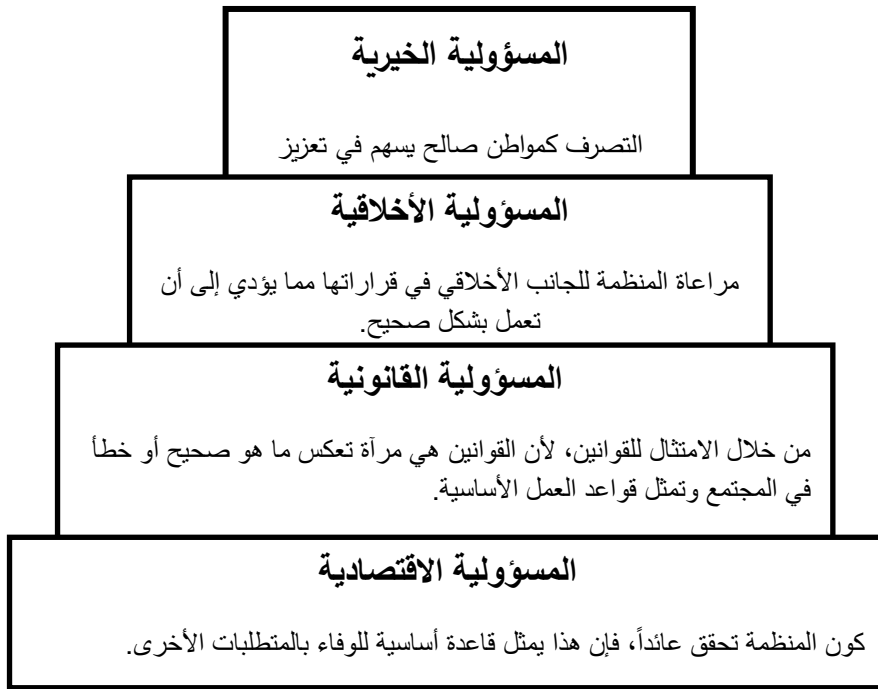 المسؤولية الخيرية
التصرف كمواطن صالح يسهم في تعزيز
المسؤولية الأخلاقية
مراعاة المنظمة للجانب الأخلاقي في قراراتها مما يؤدي إلى أن
تعمل بشكل صحيح.
المسؤولية القانونية
من خلال الامتثال للقوانين، لأن القوانين هي مرآة تعكس ما هو صحيح أو خطأ
في المجتمع وتمثل قواعد العمل الأساسية.
المسؤولية الاقتصادية
كون المنظمة تحقق عائداً، فإن هذا يمثل قاعدة أساسية للوفاء بالمتطلبات الأخرى.